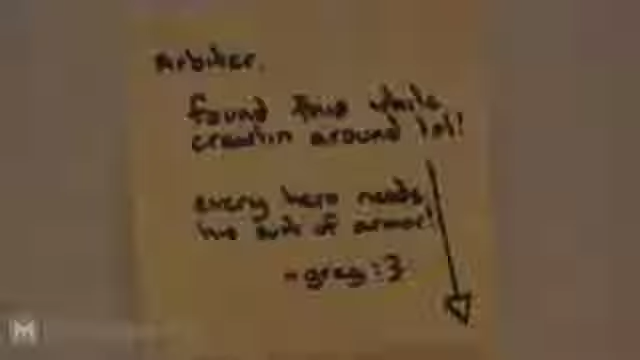 Arbiter.
found this while
crawlin around lol!
every hero needs
his suit of armor!
- greg :3
M